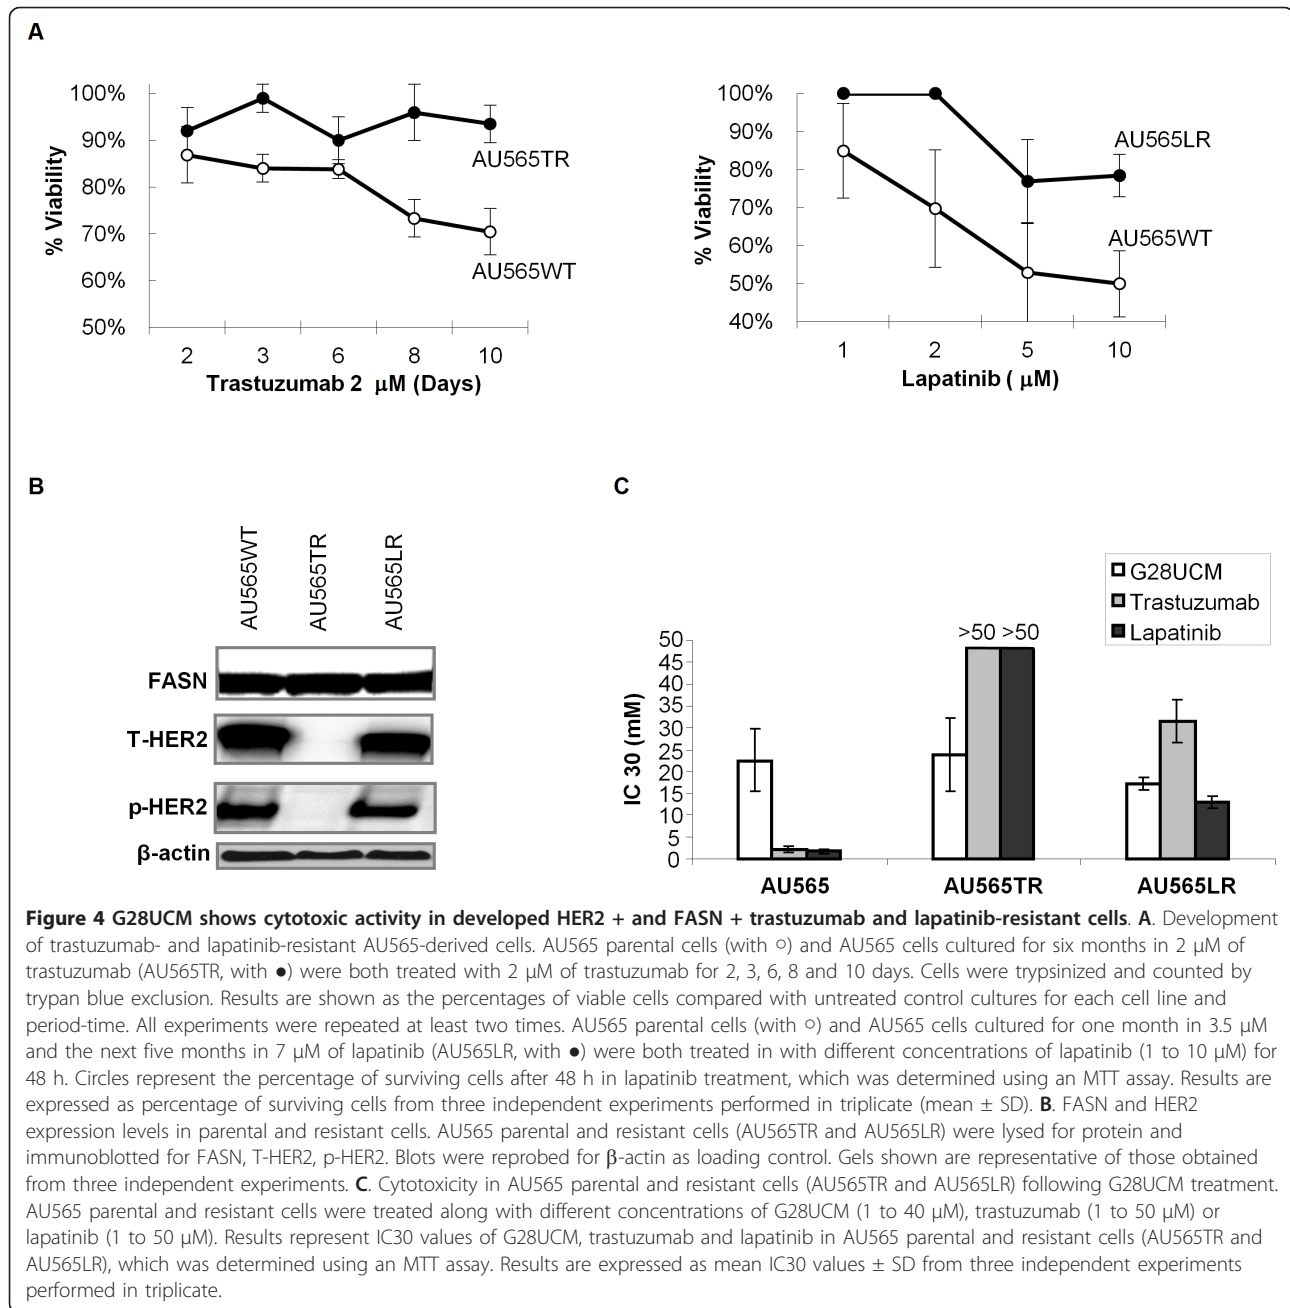 A
100%
90%
80%
70%
60%
50%
% Viability
AU565TR
AU565WT
2 3 6 8 10
Trastuzumab 2 μM (Days)
100%
90%
80%
70%
60%
50%
40%
% Viability
AU565LR
AU565WT
1 2 5 10
Lapatinib ( μM)
B
AU565WT
AU565TR
AU565LR
FASN
T-HER2
p-HER2
β-actin
C
G28UCM
Trastuzumab
Lapatinib
>50 >50
50
45
40
35
30
25
20
15
10
5
0
IC 30 (mM)
AU565 AU565TR AU565LR
Figure 4 G28UCM shows cytotoxic activity in developed HER2 + and FASN + trastuzumab and lapatinib-resistant cells. A. Development
of trastuzumab- and lapatinib-resistant AU565-derived cells. AU565 parental cells (with ○) and AU565 cells cultured for six months in 2 μM of
trastuzumab (AU565TR, with ●) were both treated with 2 μM of trastuzumab for 2, 3, 6, 8 and 10 days. Cells were trypsinized and counted by
trypan blue exclusion. Results are shown as the percentages of viable cells compared with untreated control cultures for each cell line and
period-time. All experiments were repeated at least two times. AU565 parental cells (with ○) and AU565 cells cultured for one month in 3.5 μM
and the next five months in 7 μM of lapatinib (AU565LR, with ●) were both treated in with different concentrations of lapatinib (1 to 10 μM) for
48 h. Circles represent the percentage of surviving cells after 48 h in lapatinib treatment, which was determined using an MTT assay. Results are
expressed as percentage of surviving cells from three independent experiments performed in triplicate (mean ± SD). B. FASN and HER2
expression levels in parental and resistant cells. AU565 parental and resistant cells (AU565TR and AU565LR) were lysed for protein and
immunoblotted for FASN, T-HER2, p-HER2. Blots were reprobed for β-actin as loading control. Gels shown are representative of those obtained
from three independent experiments. C. Cytotoxicity in AU565 parental and resistant cells (AU565TR and AU565LR) following G28UCM treatment.
AU565 parental and resistant cells were treated along with different concentrations of G28UCM (1 to 40 μM), trastuzumab (1 to 50 μM) or
lapatinib (1 to 50 μM). Results represent IC30 values of G28UCM, trastuzumab and lapatinib in AU565 parental and resistant cells (AU565TR and
AU565LR), which was determined using an MTT assay. Results are expressed as mean IC30 values ± SD from three independent experiments
performed in triplicate.